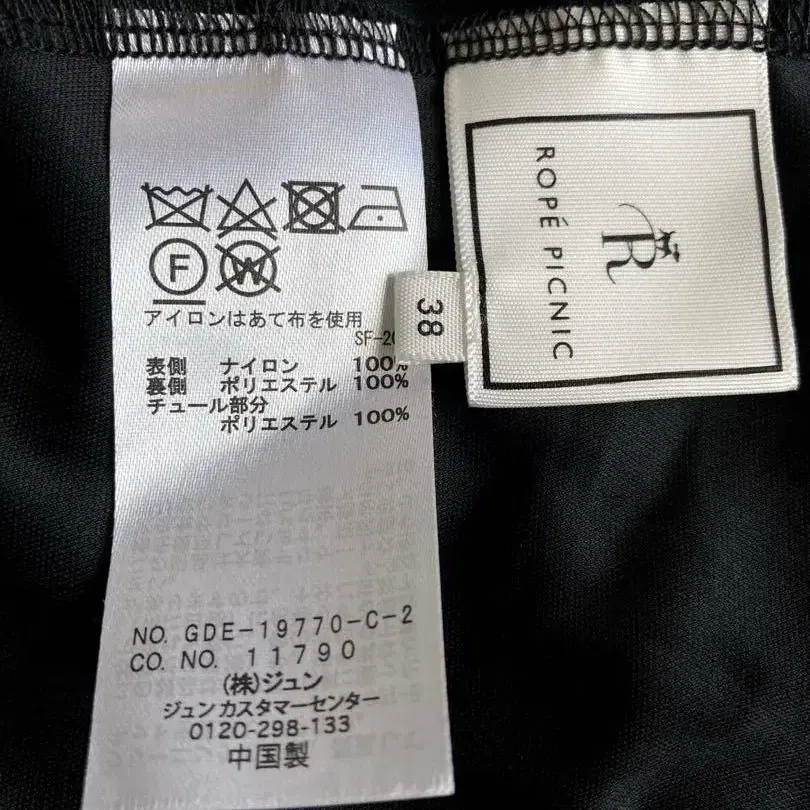 F
W
アイロンはあて布を使用
SF-20
表側 ナイロン 100%
裏側 ポリエステル 100%
チュール部分
ポリエステル 100%
NO. GDE-19770-C-2
CO. NO. 11790
(株)ジュン
ジュン カスタマーセンター
0120-298-133
中国製
38
R
ROPÉ PICNIC